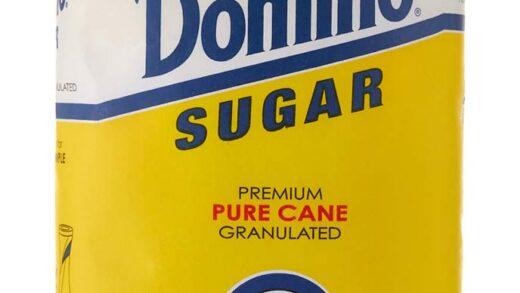 Domino®
SUGAR
PREMIUM
PURE CANE
GRANULATED